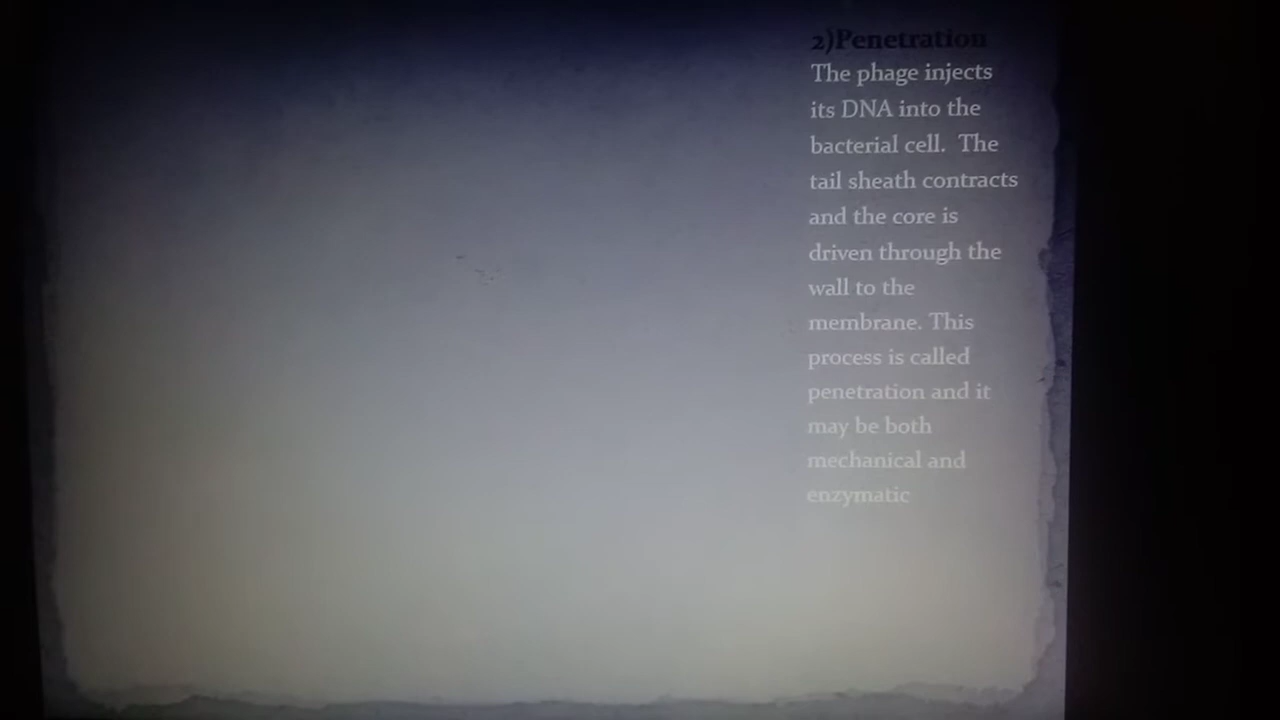 2)Penetration
The phage injects
its DNA into the
bacterial cell.  The
tail sheath contracts
and the core is
driven through the
wall to the
membrane. This
process is called
penetration and it
may be both
mechanical and
enzymatic